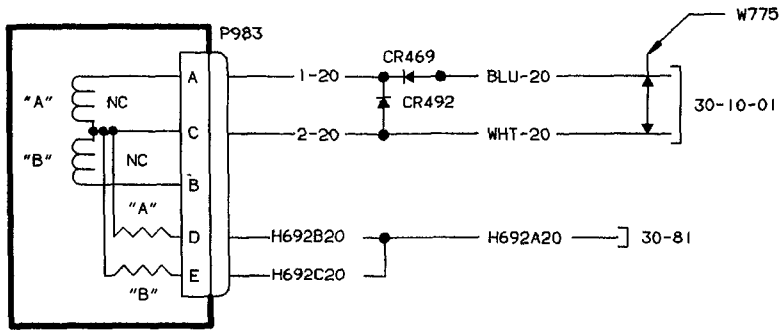 W775
P983
A 1-20 CR469 BLU-20
"A" NC CR492 30-10-01
C 2-20 WHT-20
"B" NC
B
"A"
D H692B20 H692A20 30-81
E H692C20
"B"